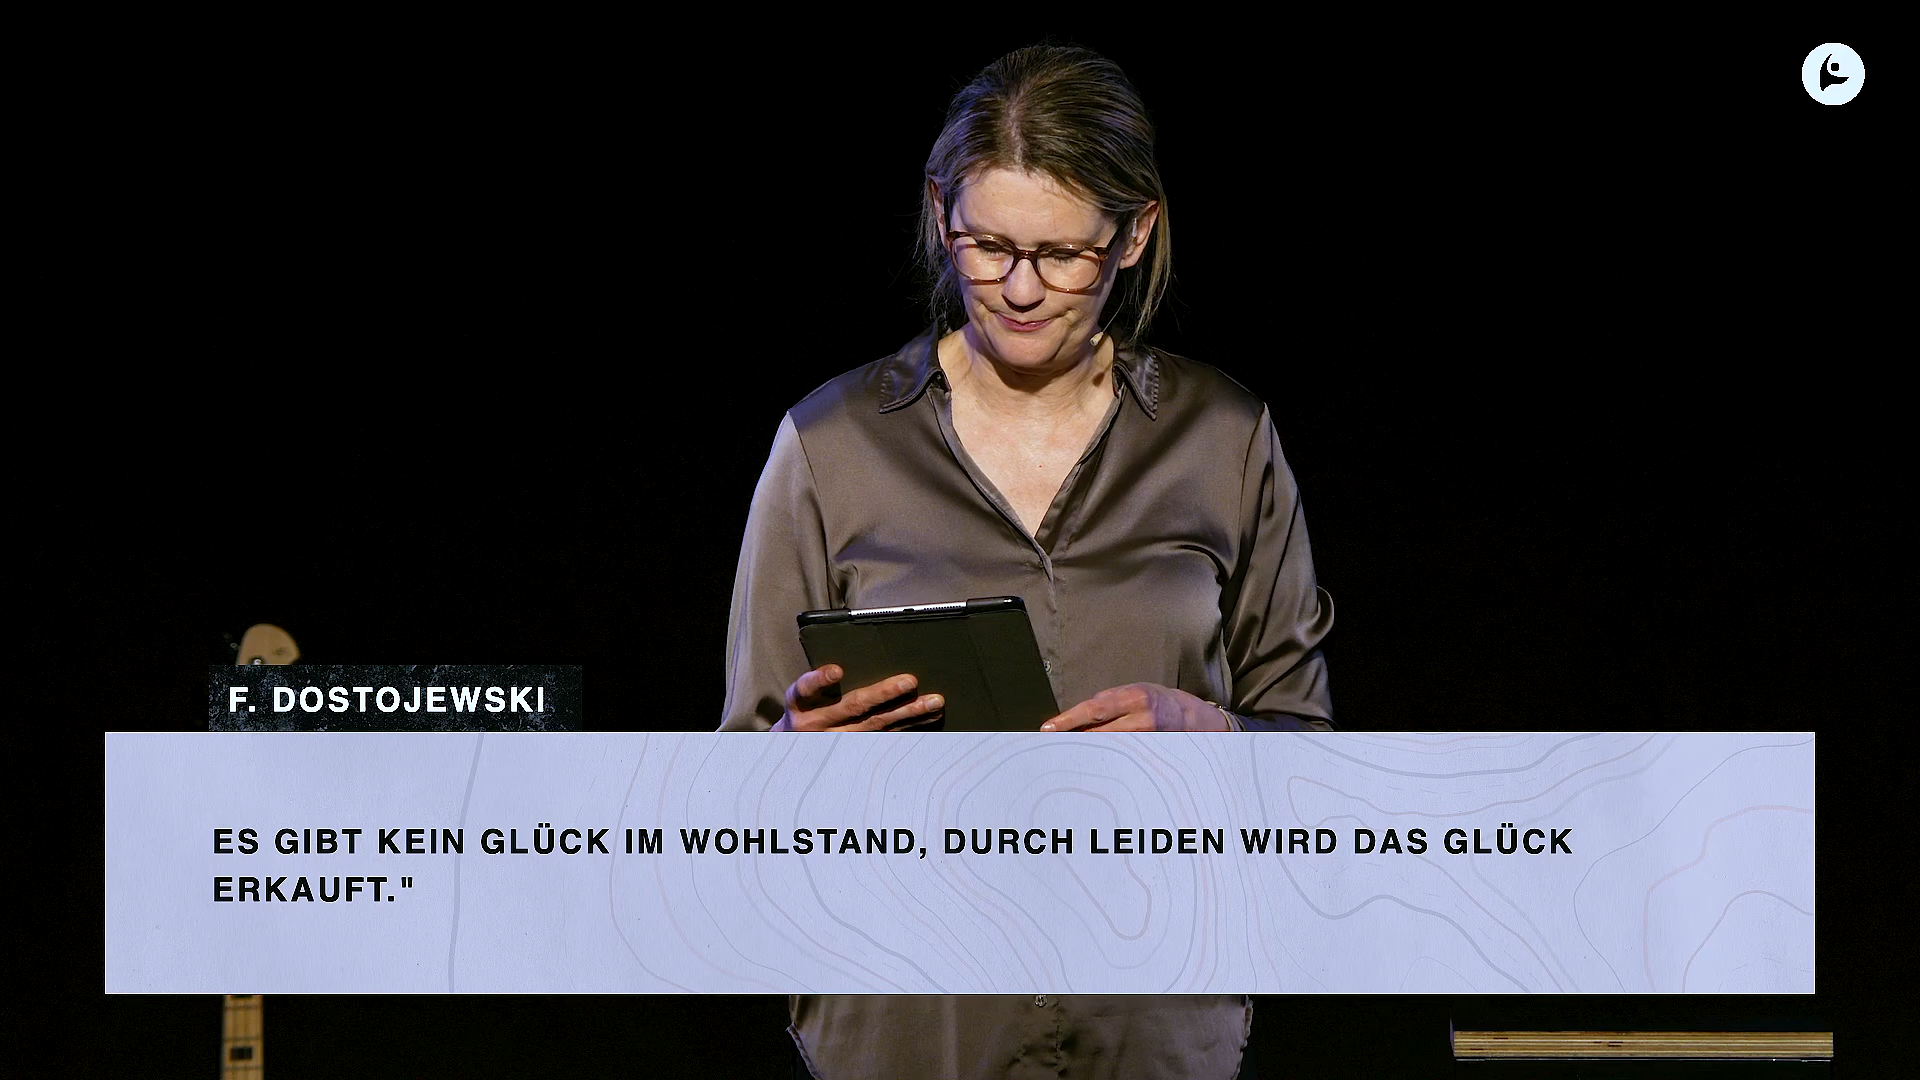 F. DOSTOJEWSKI
ES GIBT KEIN GLÜCK IM WOHLSTAND, DURCH LEIDEN WIRD DAS GLÜCK
ERKAUFT."